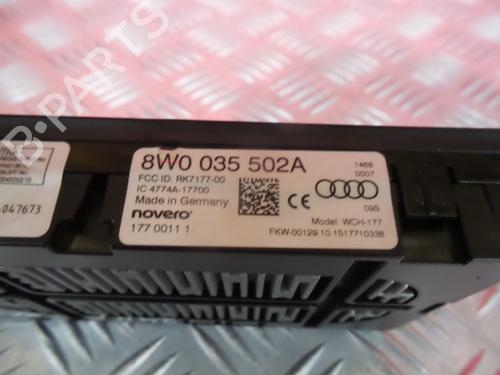 B-PARTS
8W0 035 502A
FCC ID: RK7177-00
IC 4774A-17700
Made in Germany
novero
177 0011 1
1468
0007
CE
09S
Model: WCH-177
FKW-00129.10.1517710338
047673